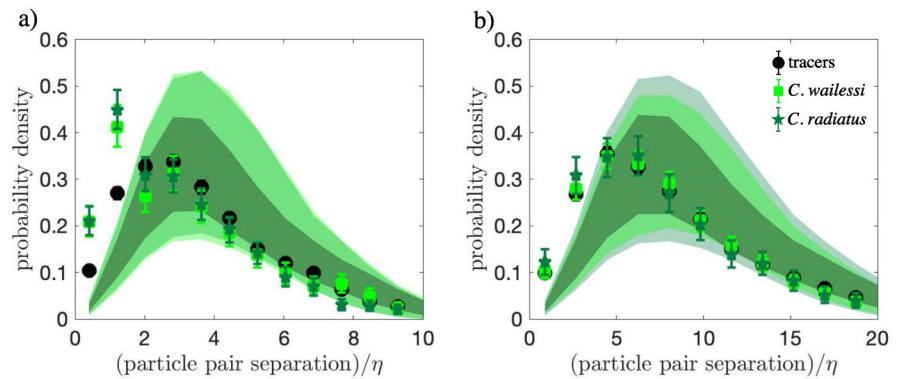 a)
b)
probability density
0.6
0.5
0.4
0.3
0.2
0.1
0
0 2 4 6 8 10
(particle pair separation)/η
probability density
0.6
0.5
0.4
0.3
0.2
0.1
0
0 5 10 15 20
(particle pair separation)/η
tracers
C. wailessi
C. radiatus